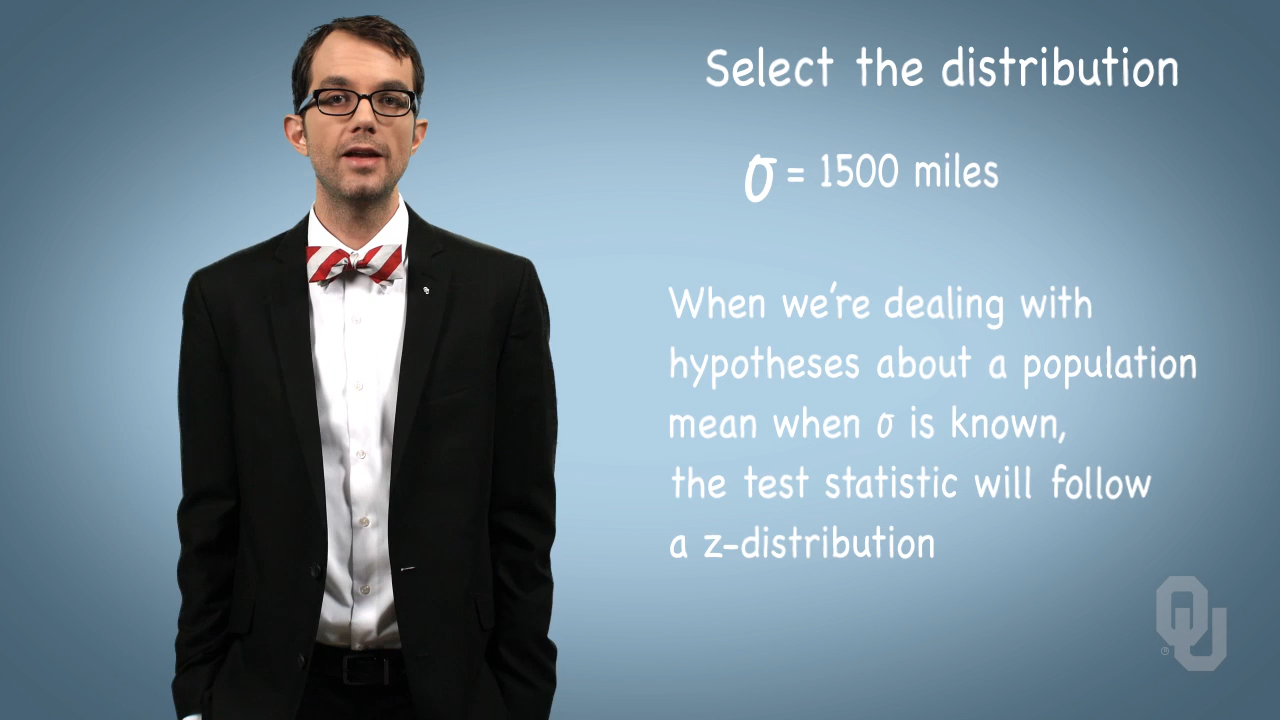 Select the distribution
σ = 1500 miles
When we're dealing with
hypotheses about a population
mean when σ is known,
the test statistic will follow
a z-distribution
OU
®